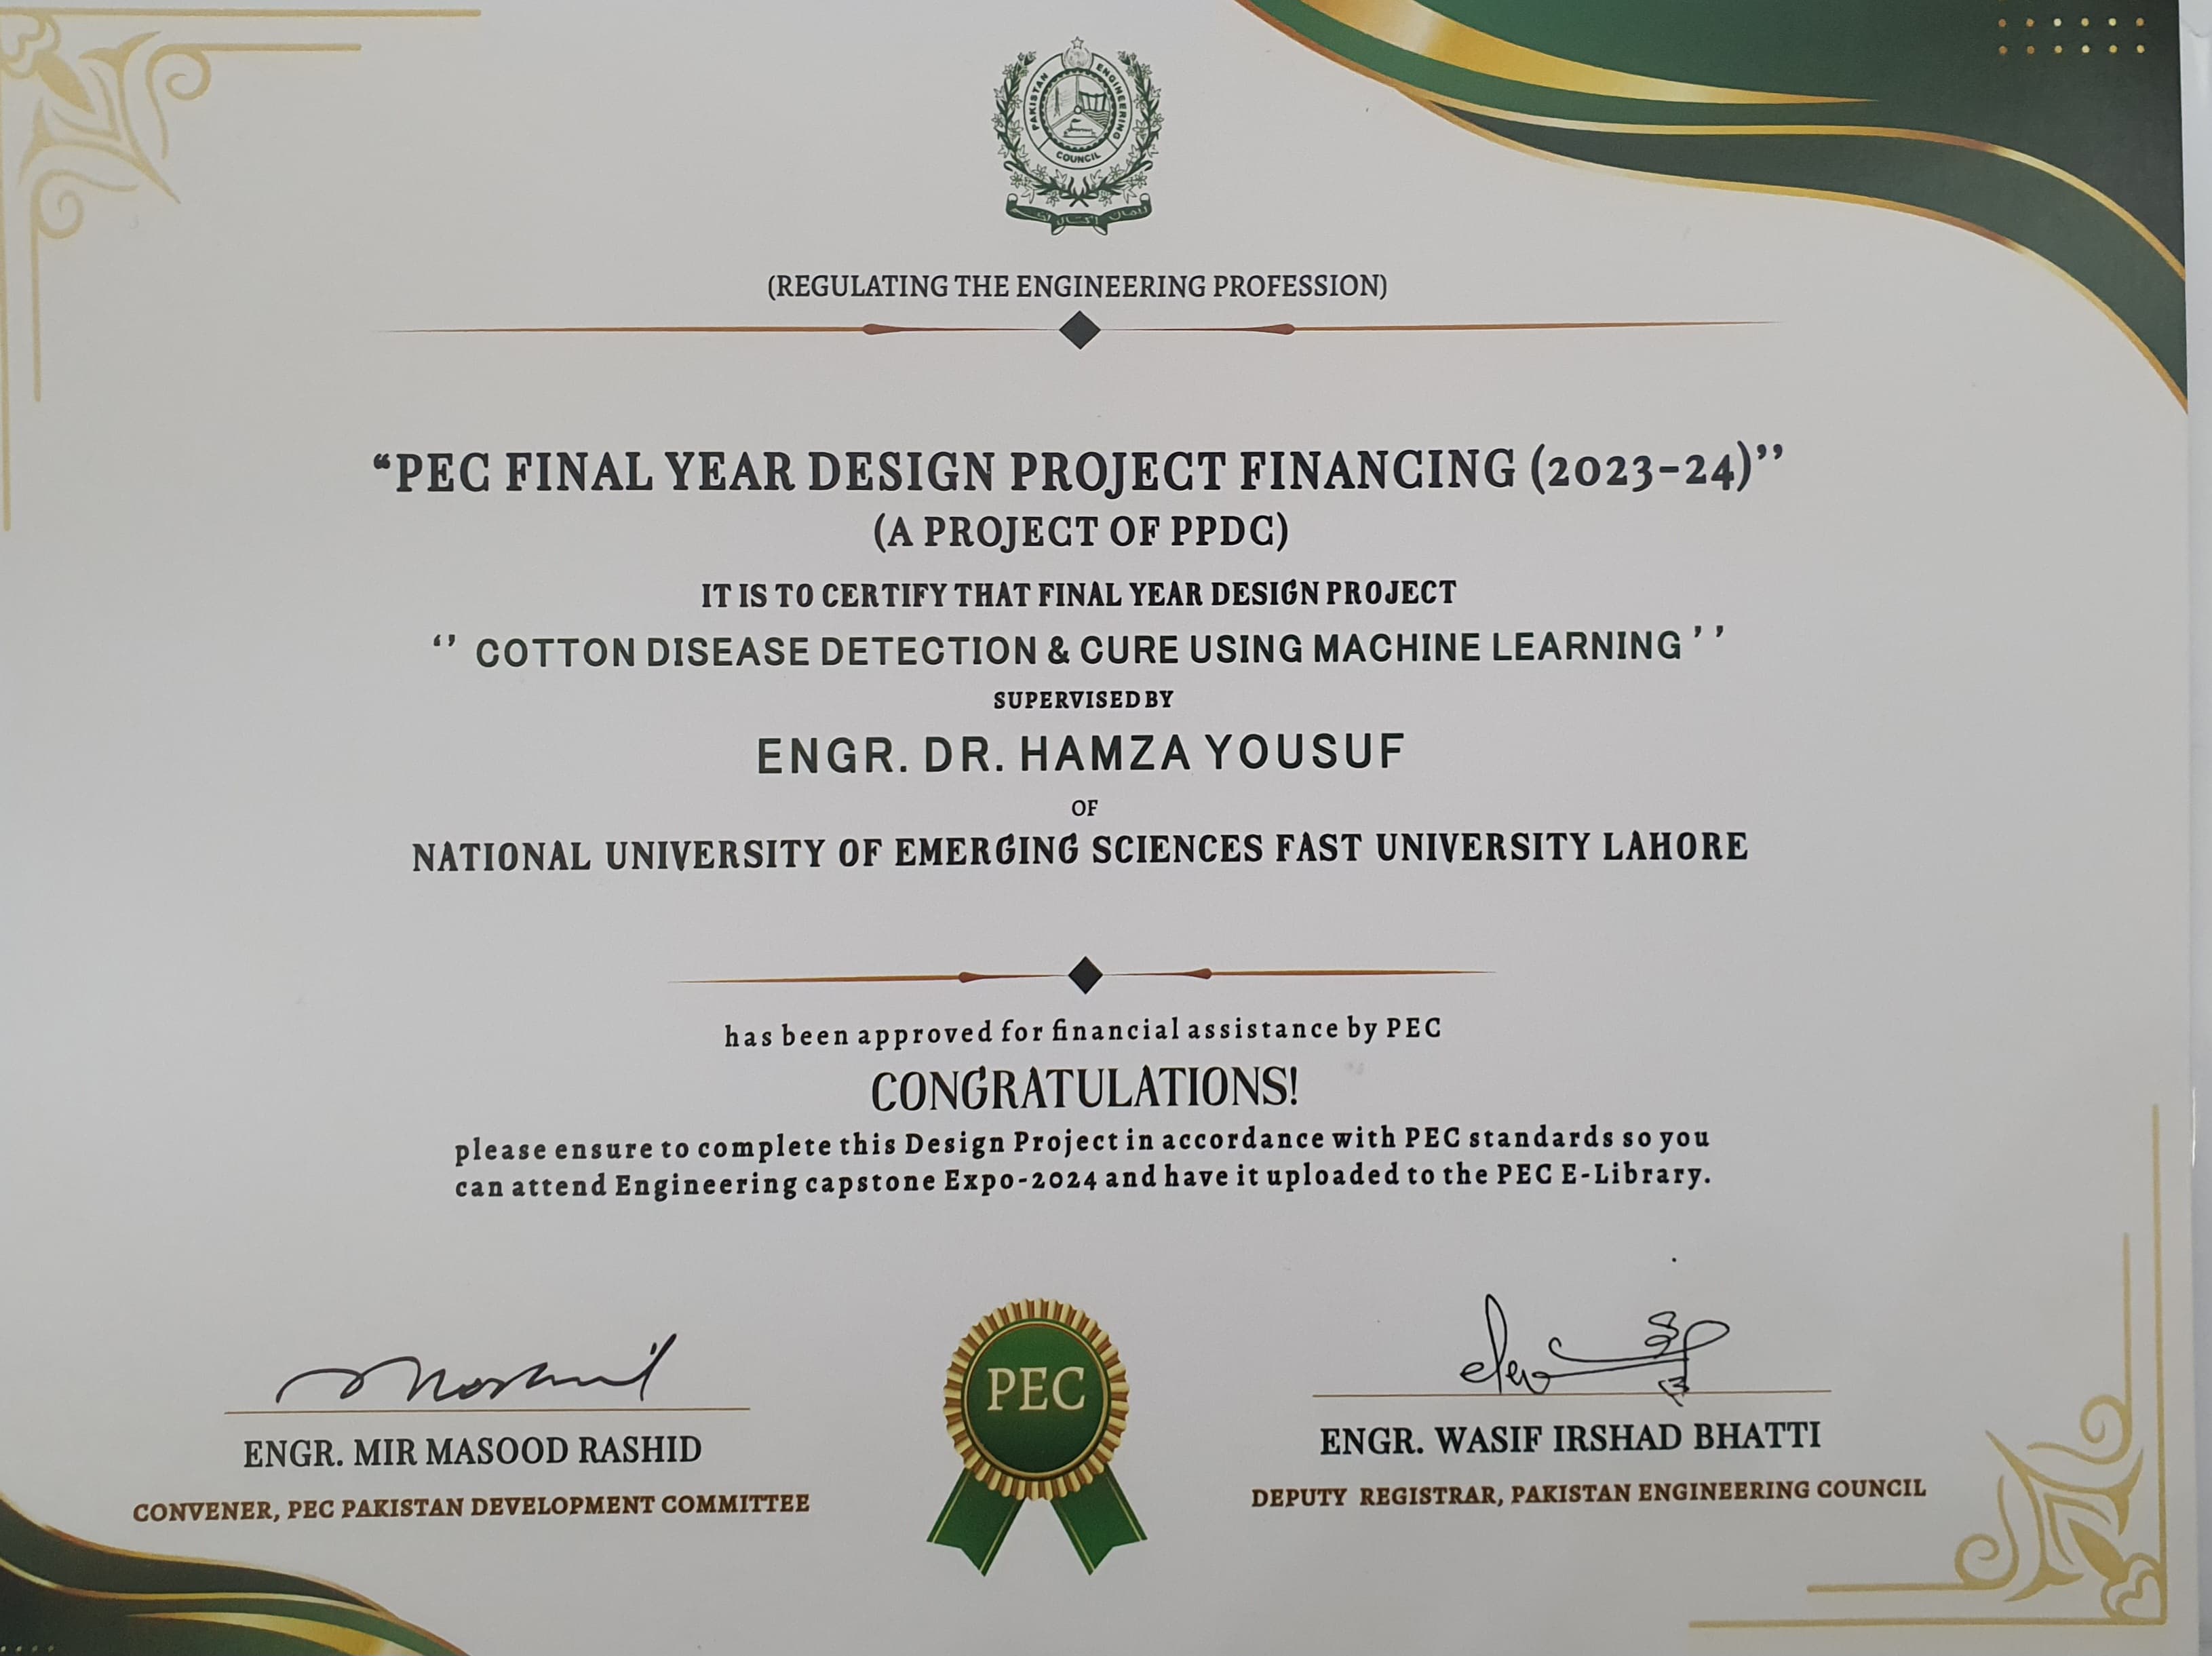 PAKISTAN ENGINEERING COUNCIL
(REGULATING THE ENGINEERING PROFESSION)
“PEC FINAL YEAR DESIGN PROJECT FINANCING (2023-24)’’
(A PROJECT OF PPDC)
IT IS TO CERTIFY THAT FINAL YEAR DESIGN PROJECT
‘’ COTTON DISEASE DETECTION & CURE USING MACHINE LEARNING ’’
SUPERVISED BY
ENGR. DR. HAMZA YOUSUF
OF
NATIONAL UNIVERSITY OF EMERGING SCIENCES FAST UNIVERSITY LAHORE
has been approved for financial assistance by PEC
CONGRATULATIONS!
please ensure to complete this Design Project in accordance with PEC standards so you
can attend Engineering capstone Expo-2024 and have it uploaded to the PEC E-Library.
PEC
ENGR. MIR MASOOD RASHID
CONVENER, PEC PAKISTAN DEVELOPMENT COMMITTEE
ENGR. WASIF IRSHAD BHATTI
DEPUTY REGISTRAR, PAKISTAN ENGINEERING COUNCIL